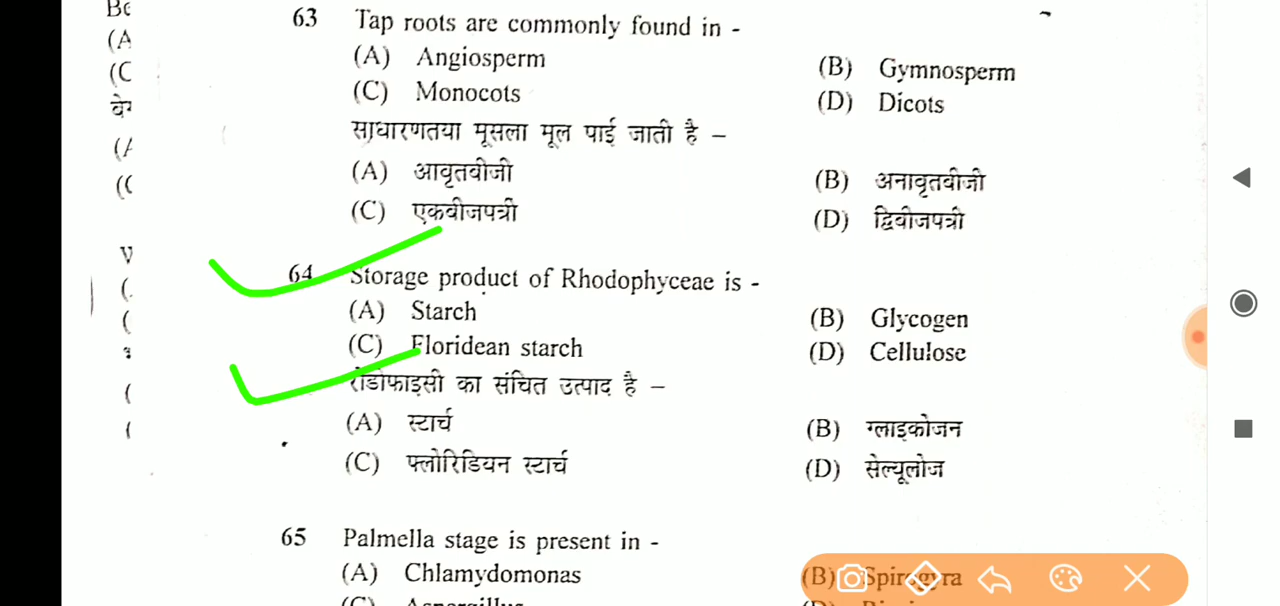 Be
(A
(C
63 Tap roots are commonly found in -
(A) Angiosperm (B) Gymnosperm
(C) Monocots (D) Dicots
साधारणतया मूसला मूल पाई जाती है –
(A) आवृतबीजी (B) अनावृतबीजी
(C) एकबीजपत्री (D) द्विबीजपत्री
64 Storage product of Rhodophyceae is -
(A) Starch (B) Glycogen
(C) Floridean starch (D) Cellulose
रोडोफाइसी का संचित उत्पाद है –
(A) स्टार्च (B) ग्लाइकोजन
(C) फ्लोरिडियन स्टार्च (D) सेल्यूलोज
65 Palmella stage is present in -
(A) Chlamydomonas (B) Spirogyra